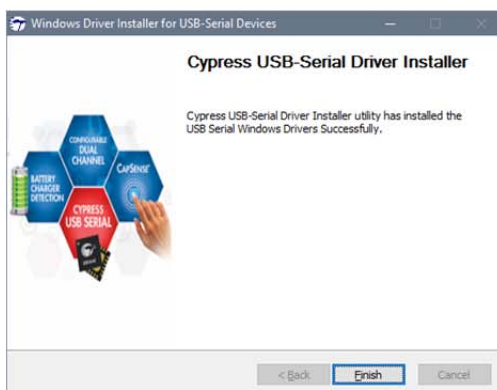 Windows Driver Installer for USB-Serial Devices
Cypress USB-Serial Driver Installer
Cypress USB-Serial Driver Installer utility has installed the
USB Serial Windows Drivers Successfully.
CONFIGURABLE
DUAL
CHANNEL
CAPSENSE
BATTERY
CHARGER
DETECTION
CYPRESS
USB SERIAL
< Back
Finish
Cancel